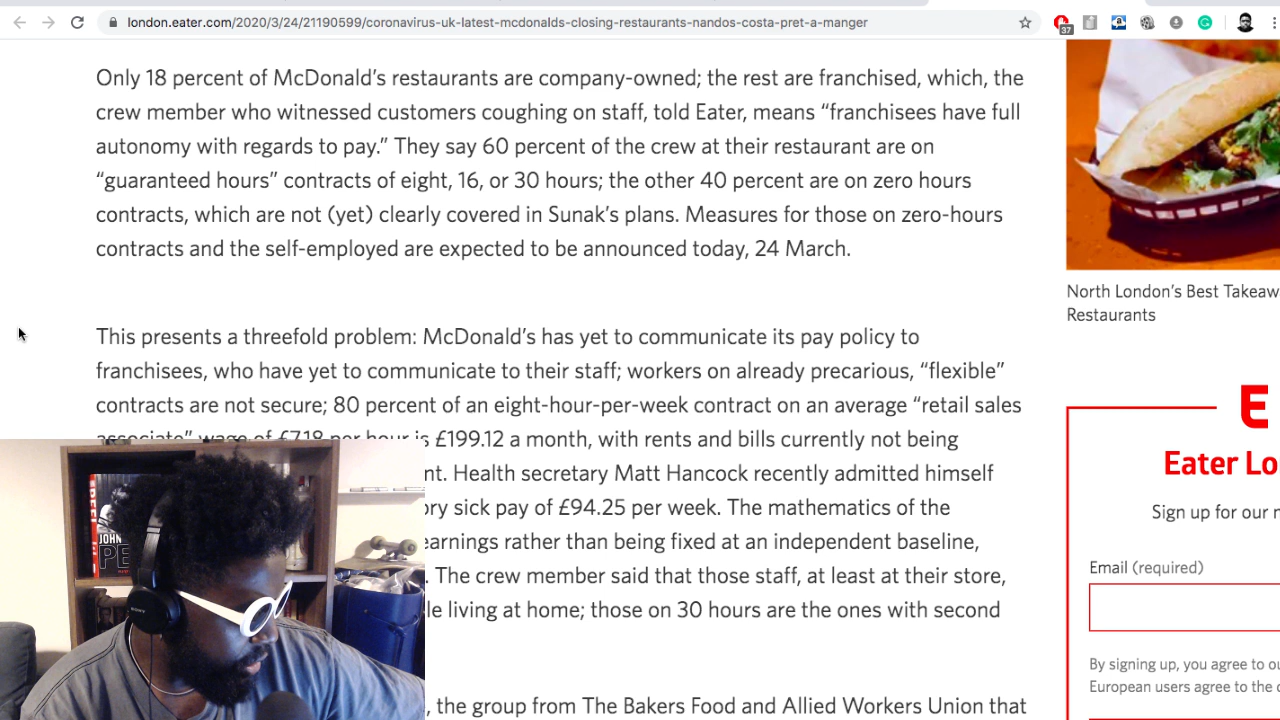 london.eater.com/2020/3/24/21190599/coronavirus-uk-latest-mcdonalds-closing-restaurants-nandos-costa-pret-a-manger
37
Only 18 percent of McDonald’s restaurants are company-owned; the rest are franchised, which, the
crew member who witnessed customers coughing on staff, told Eater, means “franchisees have full
autonomy with regards to pay.” They say 60 percent of the crew at their restaurant are on
“guaranteed hours” contracts of eight, 16, or 30 hours; the other 40 percent are on zero hours
contracts, which are not (yet) clearly covered in Sunak’s plans. Measures for those on zero-hours
contracts and the self-employed are expected to be announced today, 24 March.
This presents a threefold problem: McDonald’s has yet to communicate its pay policy to
franchisees, who have yet to communicate to their staff; workers on already precarious, “flexible”
contracts are not secure; 80 percent of an eight-hour-per-week contract on an average “retail sales
associate” wage of £7.18 per hour is £199.12 a month, with rents and bills currently not being
nt. Health secretary Matt Hancock recently admitted himself
ory sick pay of £94.25 per week. The mathematics of the
earnings rather than being fixed at an independent baseline,
. The crew member said that those staff, at least at their store,
le living at home; those on 30 hours are the ones with second
, the group from The Bakers Food and Allied Workers Union that
North London’s Best Takeaw
Restaurants
E
Eater Lo
Sign up for our
Email (required)
By signing up, you agree to
European users agree to the
JOHN
PE
SONY